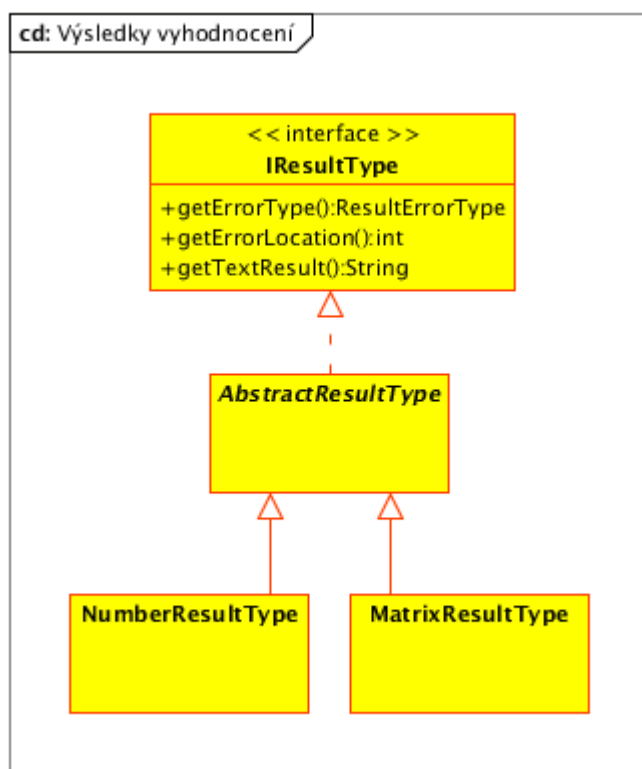 cd: Výsledky vyhodnocení
<< interface >>
IResultType
+getErrorType():ResultErrorType
+getErrorLocation():int
+getTextResult():String
AbstractResultType
NumberResultType
MatrixResultType